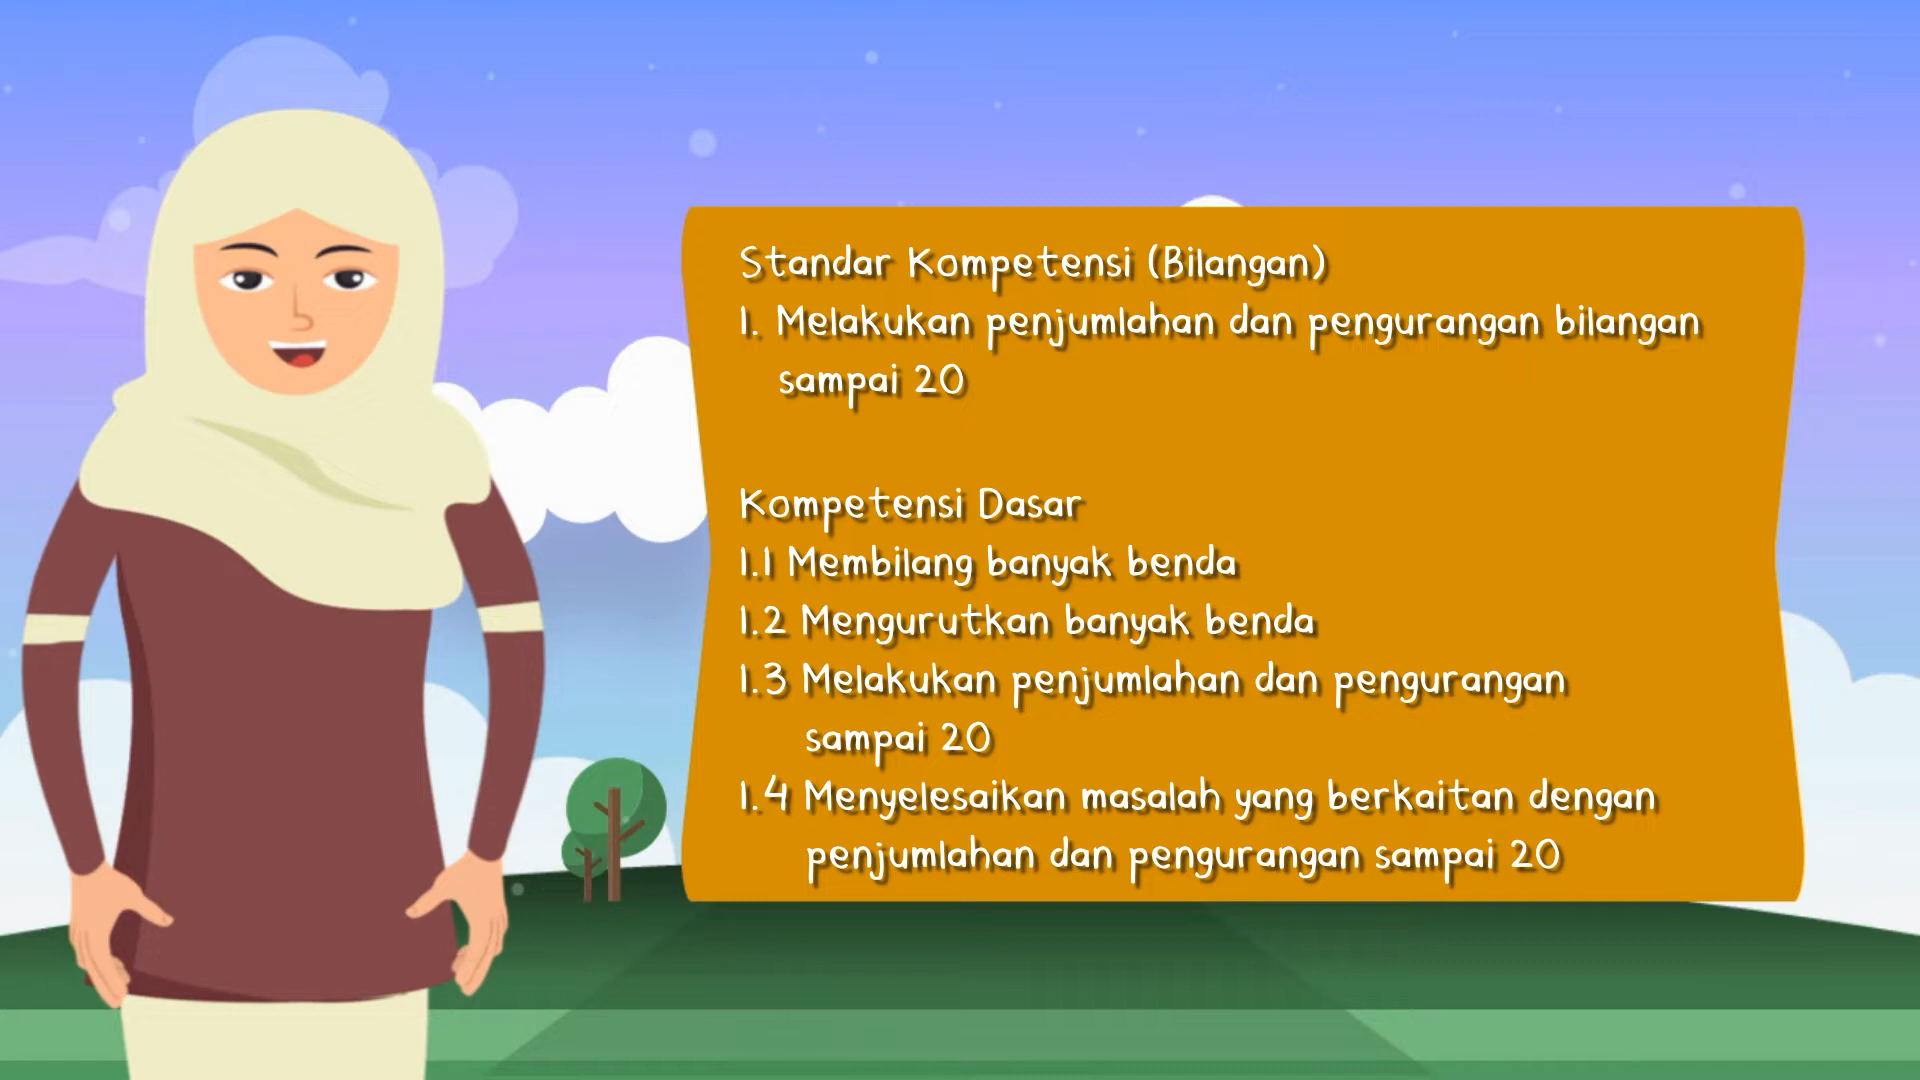 Standar Kompetensi (Bilangan)
1. Melakukan penjumlahan dan pengurangan bilangan
sampai 20
Kompetensi Dasar
1.1 Membilang banyak benda
1.2 Mengurutkan banyak benda
1.3 Melakukan penjumlahan dan pengurangan
sampai 20
1.4 Menyelesaikan masalah yang berkaitan dengan
penjumlahan dan pengurangan sampai 20